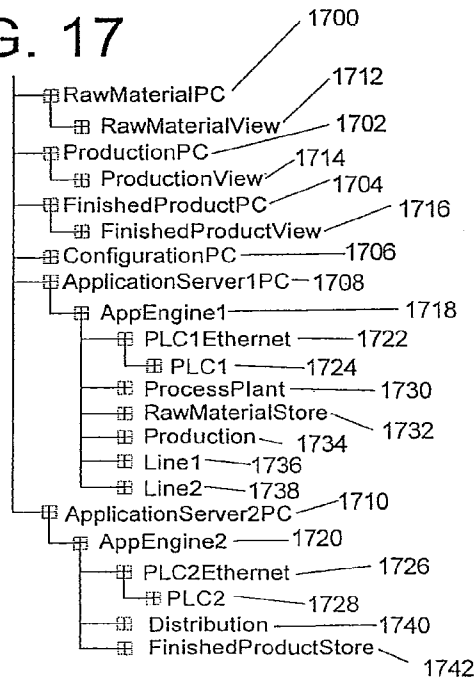 G. 17
1700
RawMaterialPC
1712
RawMaterialView
1702
ProductionPC
1714
ProductionView
1704
FinishedProductPC
1716
FinishedProductView
ConfigurationPC 1706
ApplicationServer1PC 1708
AppEngine1 1718
PLC1Ethernet 1722
PLC1 1724
ProcessPlant 1730
RawMaterialStore 1732
Production 1734
Line1 1736
Line2 1738
ApplicationServer2PC 1710
AppEngine2 1720
PLC2Ethernet 1726
PLC2 1728
Distribution 1740
FinishedProductStore
1742